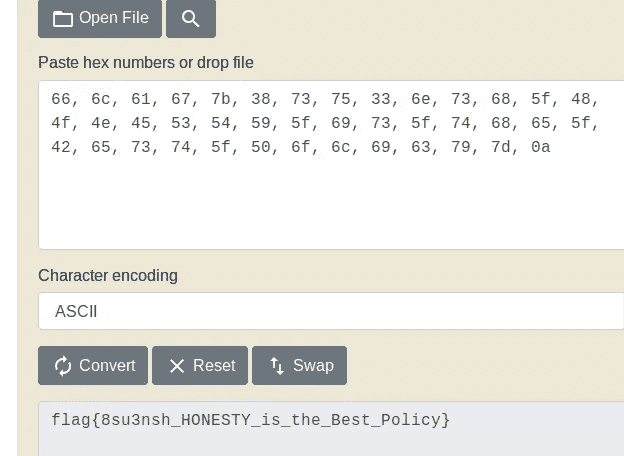 Open File
Paste hex numbers or drop file
66, 6c, 61, 67, 7b, 38, 73, 75, 33, 6e, 73, 68, 5f, 48,
4f, 4e, 45, 53, 54, 59, 5f, 69, 73, 5f, 74, 68, 65, 5f,
42, 65, 73, 74, 5f, 50, 6f, 6c, 69, 63, 79, 7d, 0a
Character encoding
ASCII
Convert Reset Swap
flag{8su3nsh_HONESTY_is_the_Best_Policy}